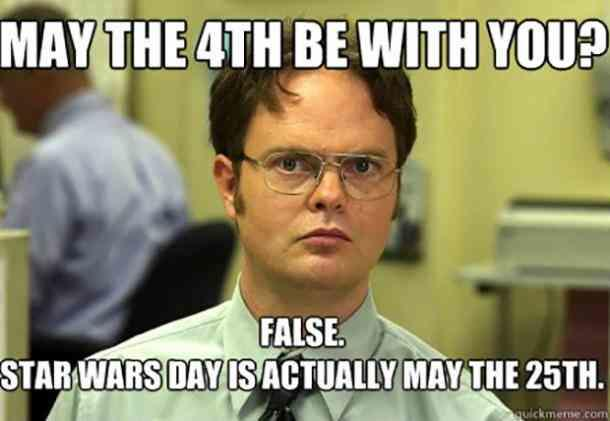 MAY THE 4TH BE WITH YOU?
FALSE.
STAR WARS DAY IS ACTUALLY MAY THE 25TH.
quickmeme.com